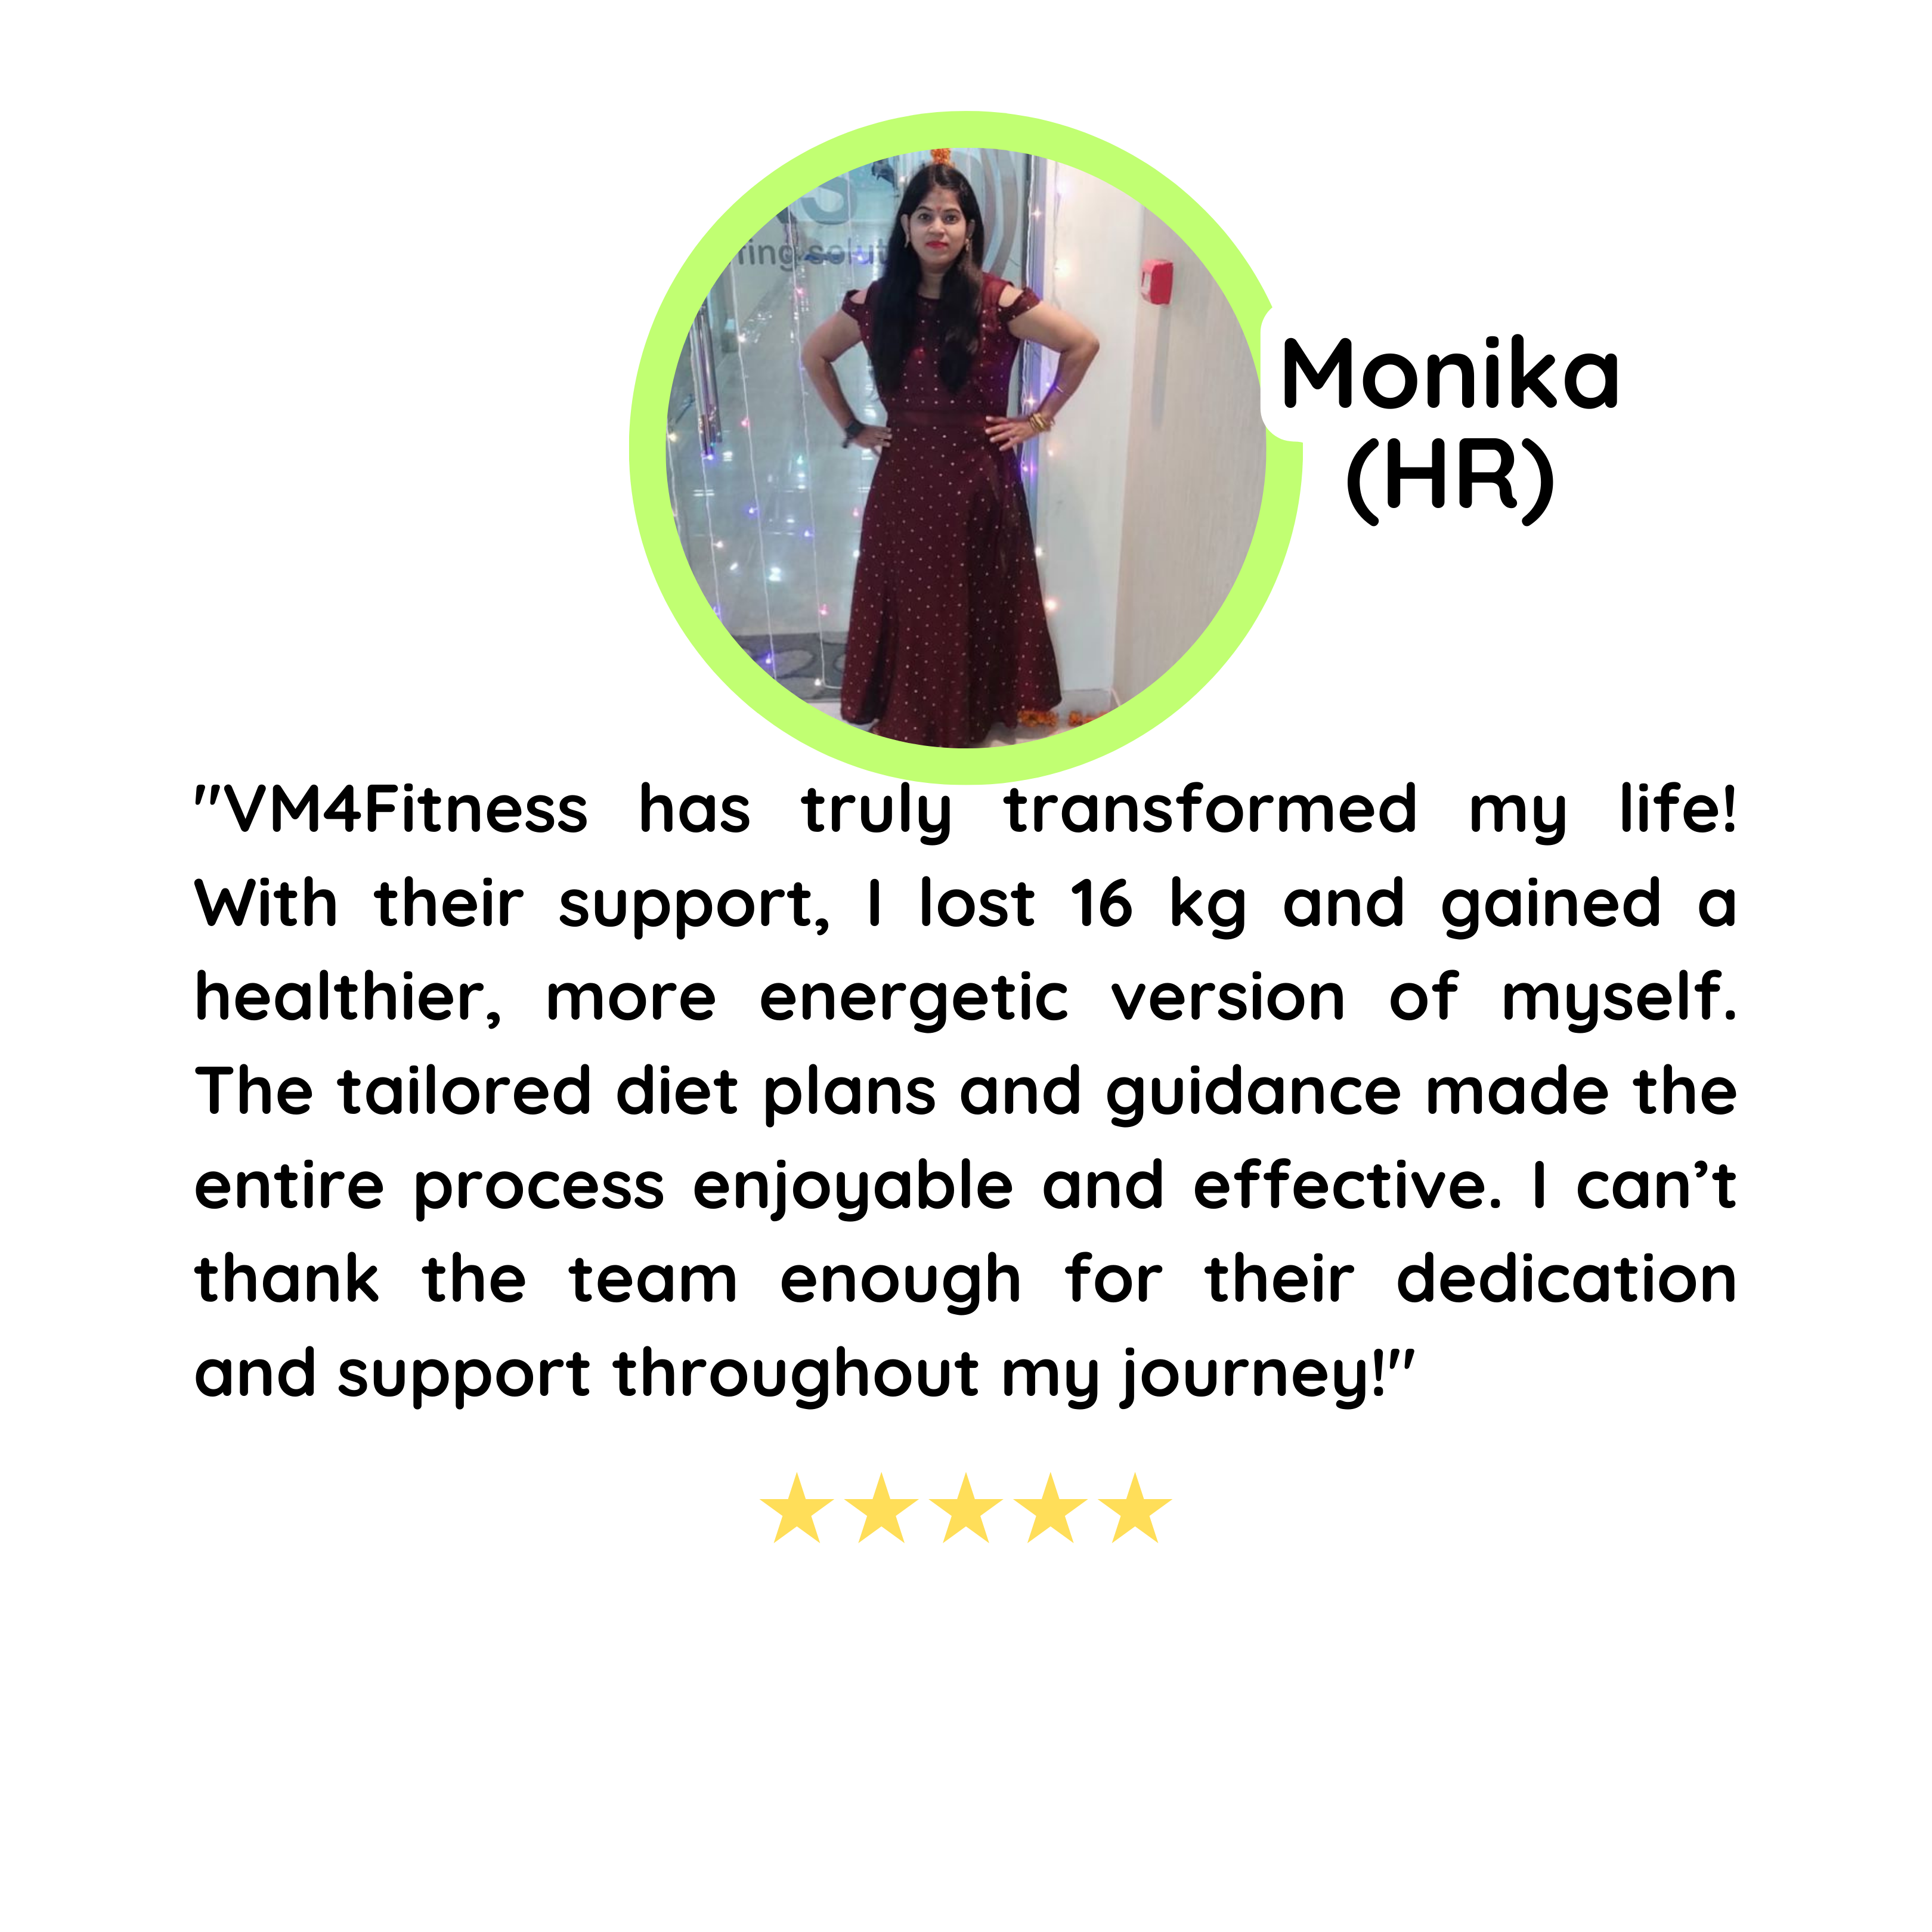 ring solut
Monika
(HR)
"VM4Fitness has truly transformed my life!
With their support, I lost 16 kg and gained a
healthier, more energetic version of myself.
The tailored diet plans and guidance made the
entire process enjoyable and effective. I can’t
thank the team enough for their dedication
and support throughout my journey!"